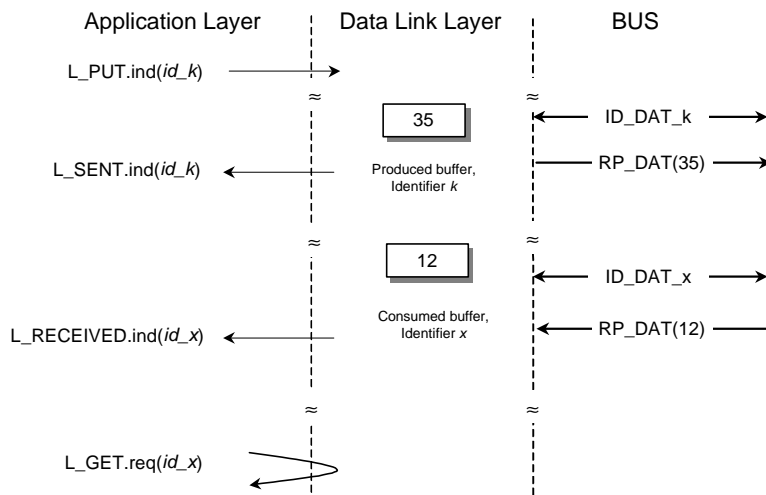 Application Layer Data Link Layer BUS
L_PUT.ind(id_k)
≈ ≈
35 ID_DAT_k
L_SENT.ind(id_k) Produced buffer, RP_DAT(35)
Identifier k
≈ ≈
12 ID_DAT_x
Consumed buffer,
L_RECEIVED.ind(id_x) Identifier x RP_DAT(12)
≈ ≈
L_GET.req(id_x)